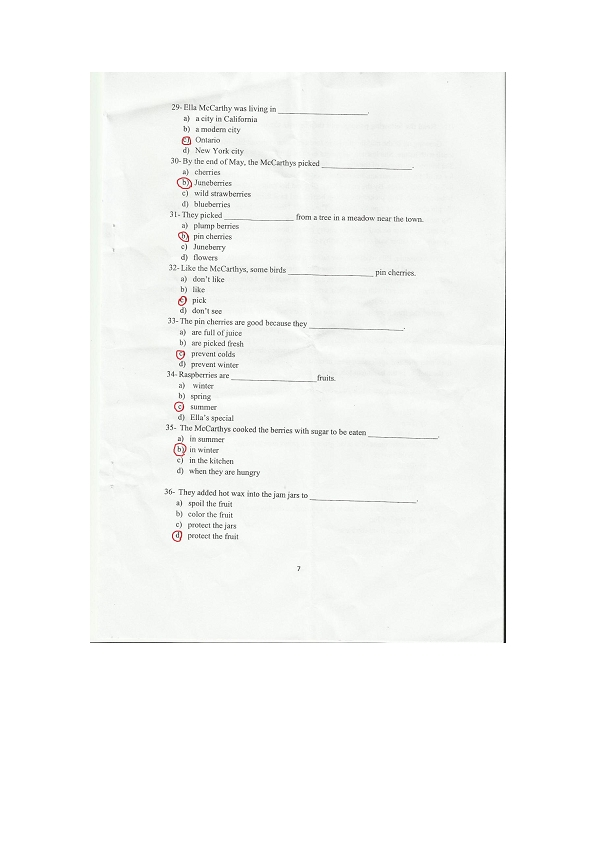 29- Ella McCarthy was living in ____________________.
a) a city in California
b) a modern city
c) Ontario
d) New York city
30- By the end of May, the McCarthys picked ____________________.
a) cherries
b) Juneberries
c) wild strawberries
d) blueberries
31- They picked ________________ from a tree in a meadow near the town.
a) plump berries
b) pin cherries
c) Juneberry
d) flowers
32- Like the McCarthys, some birds ____________________ pin cherries.
a) don't like
b) like
c) pick
d) don't see
33- The pin cherries are good because they ____________________.
a) are full of juice
b) are picked fresh
c) prevent colds
d) prevent winter
34- Raspberries are ____________________ fruits.
a) winter
b) spring
c) summer
d) Ella's special
35- The McCarthys cooked the berries with sugar to be eaten ________________.
a) in summer
b) in winter
c) in the kitchen
d) when they are hungry
36- They added hot wax into the jam jars to ________________________.
a) spoil the fruit
b) color the fruit
c) protect the jars
d) protect the fruit
7